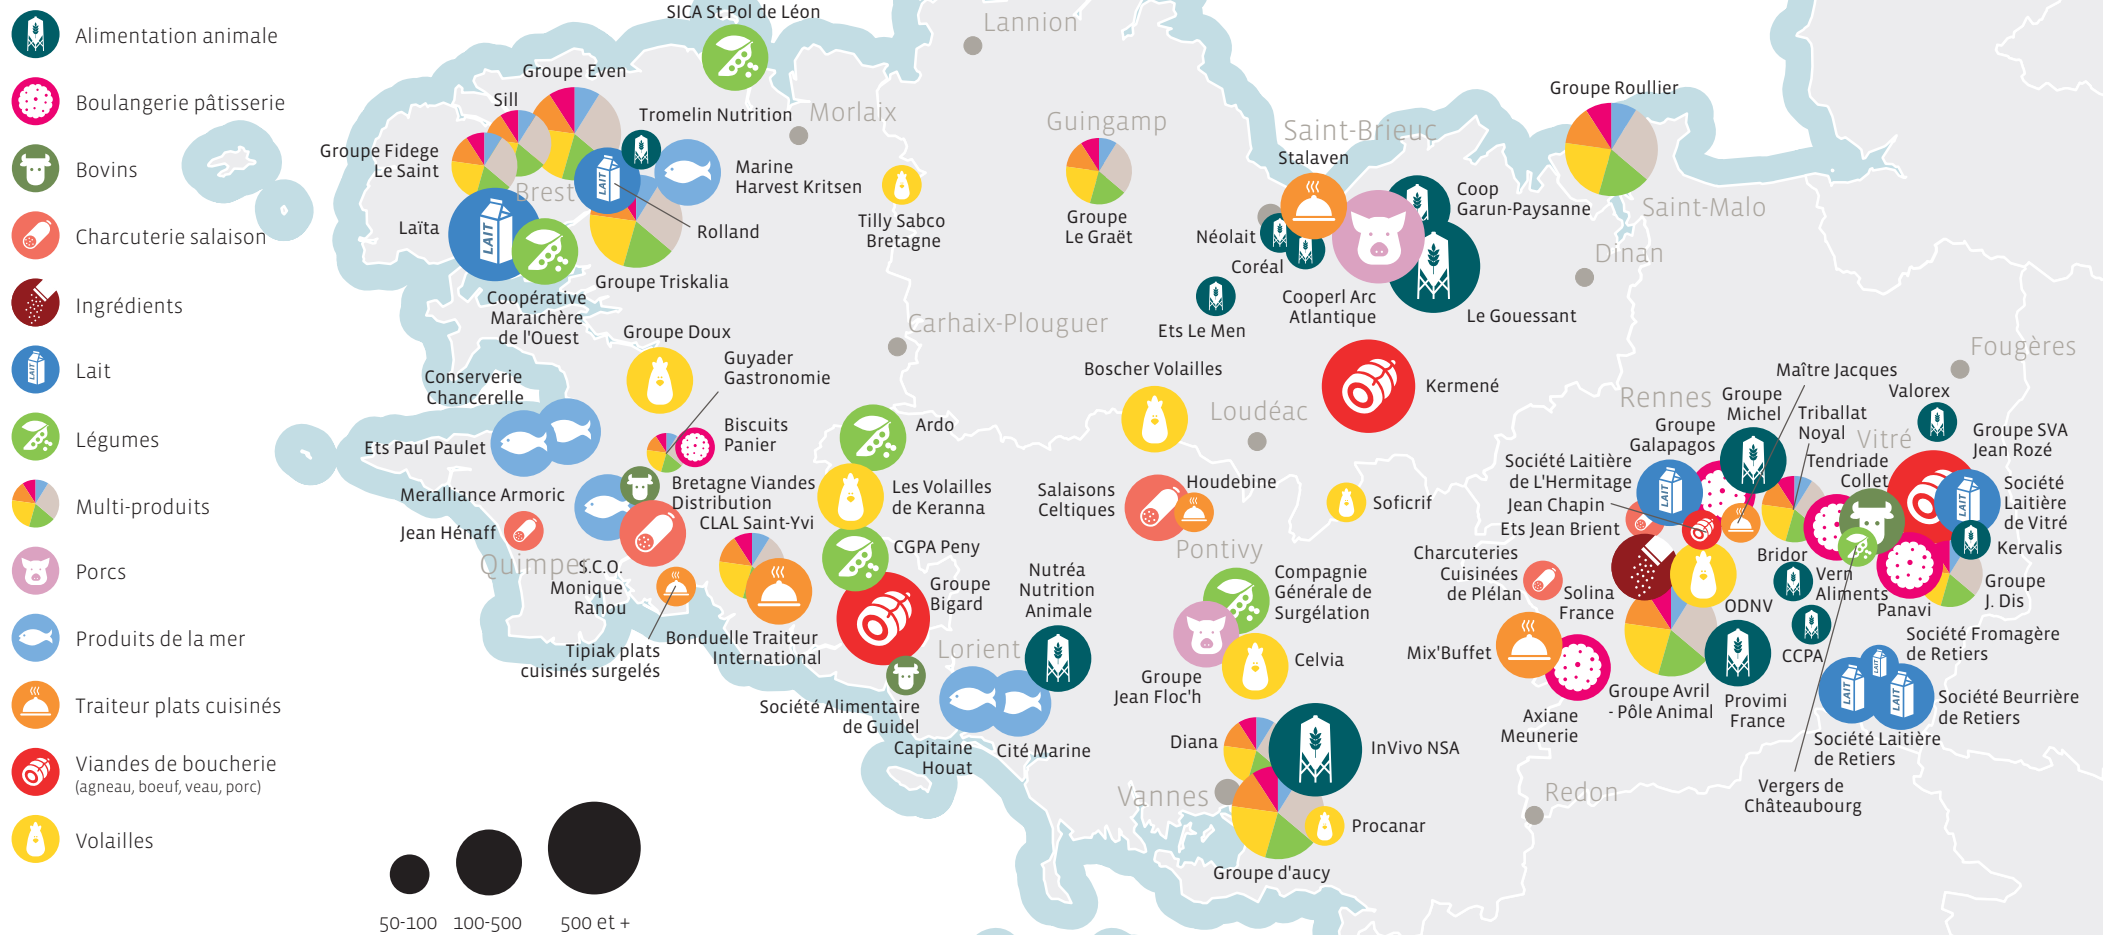 Alimentation animale
Boulangerie pâtisserie
Bovins
Charcuterie salaison
Ingrédients
Lait
Légumes
Multi-produits
Porcs
Produits de la mer
Traiteur plats cuisinés
Viandes de boucherie
(agneau, boeuf, veau, porc)
Volailles
50-100
100-500
500 et +
SICA St Pol de Léon
Lannion
Groupe Even
Sill
Tromelin Nutrition
Morlaix
Groupe Fidege
Le Saint
Marine
Harvest Kritsen
Brest
LAIT
Laïta
LAIT
Rolland
Groupe Triskalia
Coopérative
Maraichère
de l'Ouest
Tilly Sabco
Bretagne
Guingamp
Groupe
Le Graët
Saint-Brieuc
Stalaven
Coop
Garun-Paysanne
Néolait
Coréal
Ets Le Men
Cooperl Arc
Atlantique
Le Gouessant
Groupe Roullier
Saint-Malo
Dinan
Carhaix-Plouguer
Groupe Doux
Guyader
Gastronomie
Conserverie
Chancerelle
Ets Paul Paulet
Biscuits
Panier
Ardo
Boscher Volailles
Loudéac
Kermené
Meralliance Armoric
Jean Hénaff
Bretagne Viandes
Distribution
CLAL Saint-Yvi
Les Volailles
de Keranna
CGPA Peny
Quimper
S.C.O.
Monique
Ranou
Groupe
Bigard
Tipiak plats
cuisinés surgelés
Bonduelle Traiteur
International
Société Alimentaire
de Guidel
Lorient
Nutréa
Nutrition
Animale
Capitaine
Houat
Cité Marine
Salaisons
Celtiques
Houdebine
Soficrif
Pontivy
Compagnie
Générale de
Surgélation
Groupe
Jean Floc'h
Celvia
Diana
InVivo NSA
Vannes
Procanar
Groupe d'aucy
Fougères
Maître Jacques
Rennes
Groupe
Michel
Valorex
Groupe
Galapagos
Triballat
Noyal
Vitré
Groupe SVA
Jean Rozé
Société Laitière
de L'Hermitage
Tendriade
Collet
Jean Chapin
Ets Jean Brient
LAIT
LAIT
Société
Laitière
de Vitré
Kervalis
Charcuteries
Cuisinées
de Plélan
Solina
France
Bridor
Vern
Aliments
Panavi
Groupe
J. Dis
ODNV
CCPA
Mix'Buffet
Axiane
Meunerie
Groupe Avril
- Pôle Animal
Provimi
France
Société Fromagère
de Retiers
LAIT
LAIT
LAIT
Société Beurrière
de Retiers
Société Laitière
de Retiers
Vergers de
Châteaubourg
Redon
LAIT